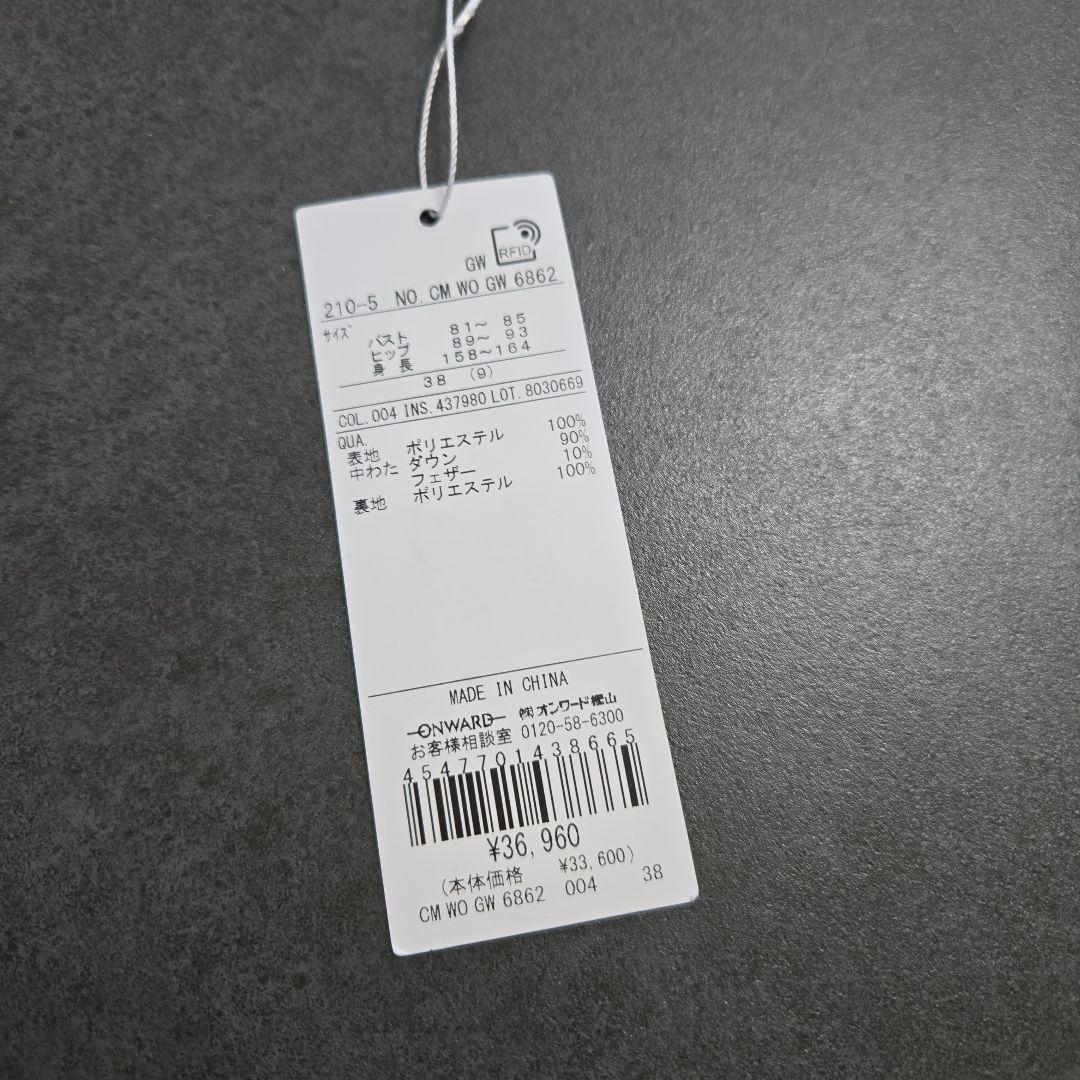 GW RFID
210-5 NO. CM WO GW 6862
サイズ
バスト 81～ 85
ヒップ 89～ 93
身長 158～164
38 (9)
COL.004 INS.437980 LOT.8030669
QUA.
表地 ポリエステル 100%
中わた ダウン 90%
フェザー 10%
裏地 ポリエステル 100%
MADE IN CHINA
ONWARD ㈱オンワード樫山
お客様相談室 0120-58-6300
4547701438665
¥36,960
(本体価格 ¥33,600)
CM WO GW 6862 004 38